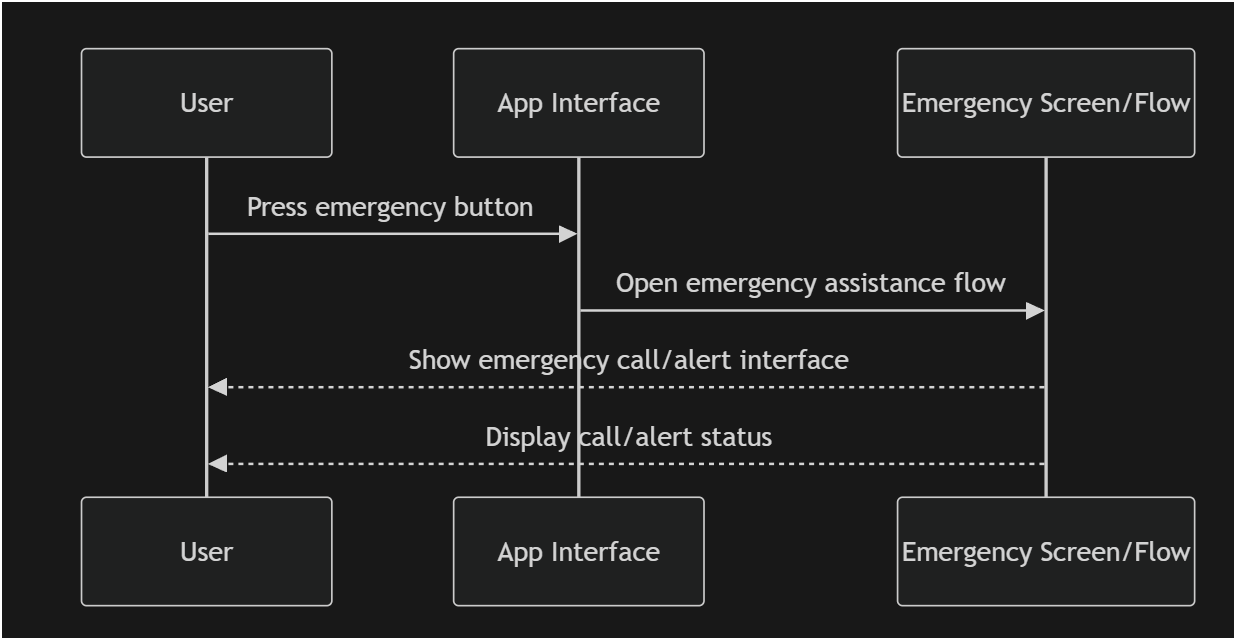 User
App Interface
Emergency Screen/Flow
Press emergency button
Open emergency assistance flow
Show emergency call/alert interface
Display call/alert status
User
App Interface
Emergency Screen/Flow